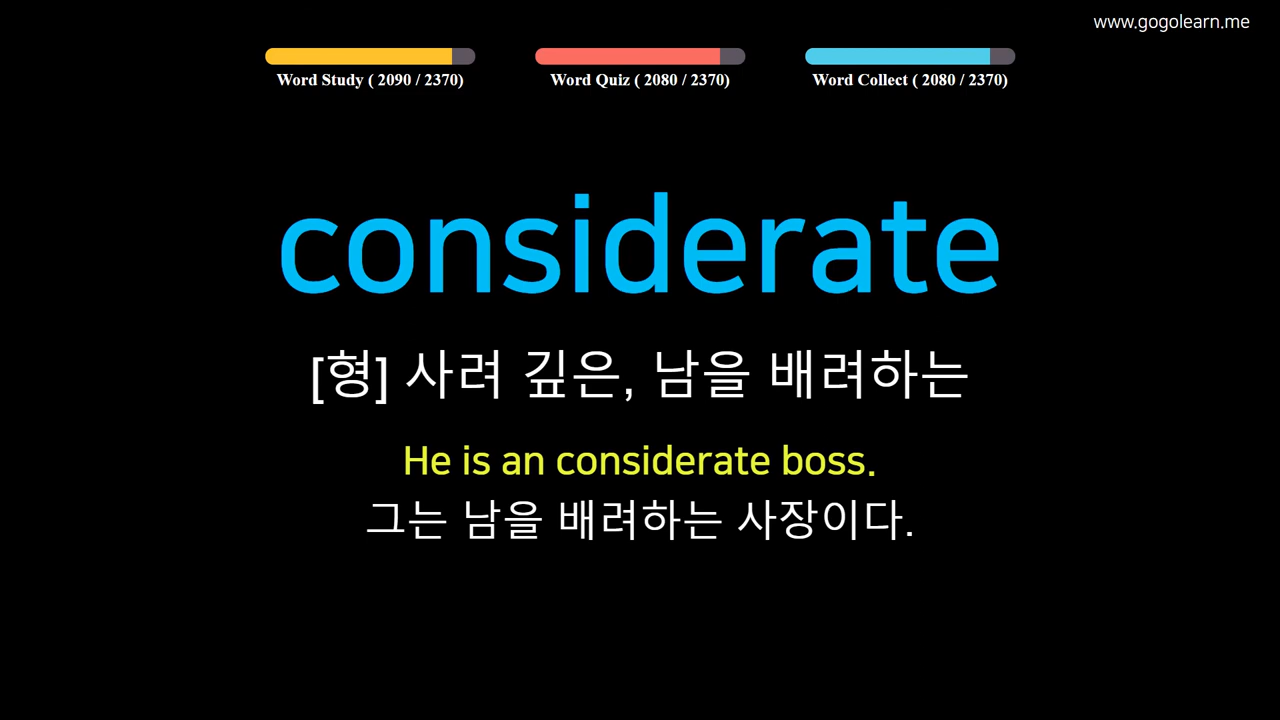 www.gogolearn.me
Word Study ( 2090 / 2370) Word Quiz ( 2080 / 2370) Word Collect ( 2080 / 2370)
considerate
[형] 사려 깊은, 남을 배려하는
He is an considerate boss.
그는 남을 배려하는 사장이다.